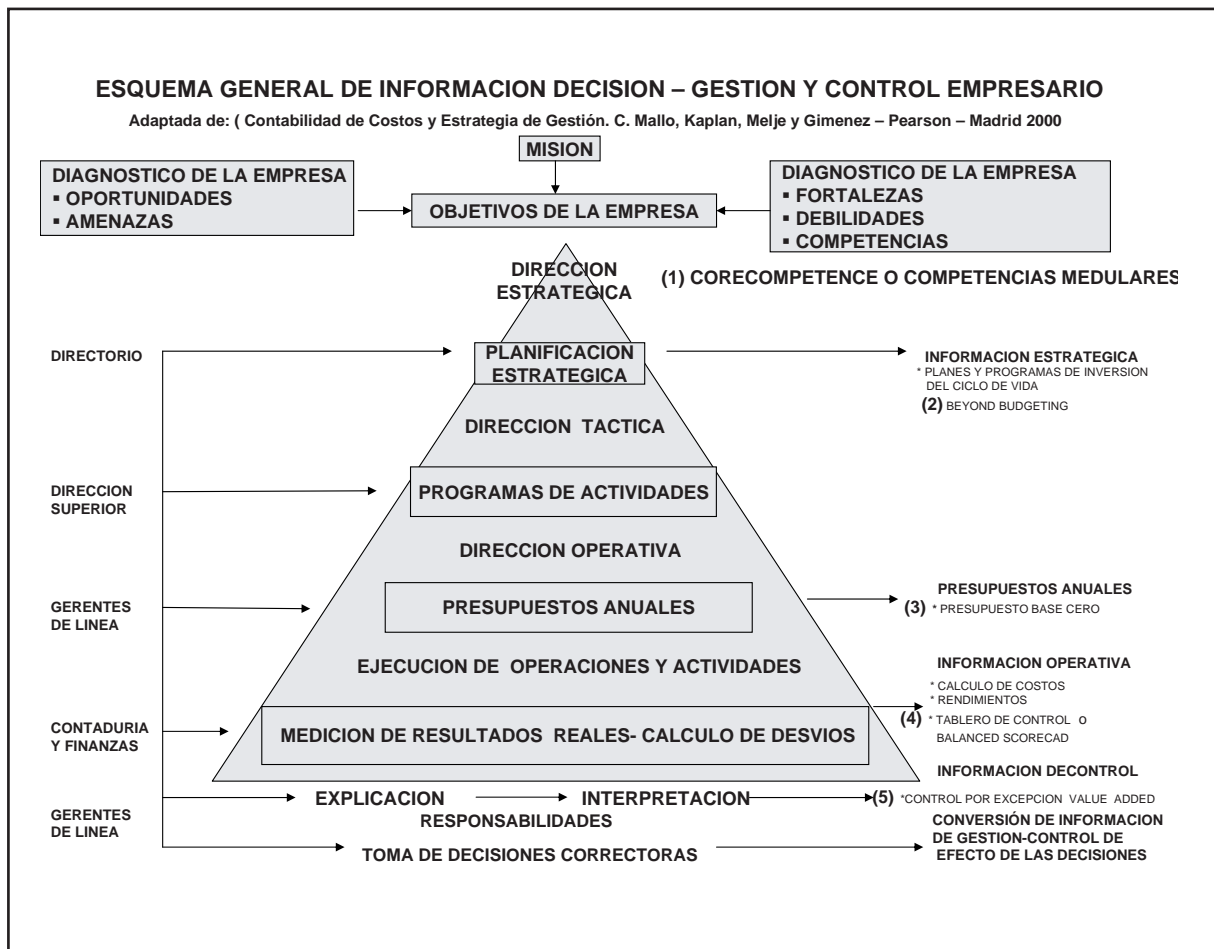 ESQUEMA GENERAL DE INFORMACION DECISION – GESTION Y CONTROL EMPRESARIO
Adaptada de: ( Contabilidad de Costos y Estrategia de Gestión. C. Mallo, Kaplan, Melje y Gimenez – Pearson – Madrid 2000
MISION
DIAGNOSTICO DE LA EMPRESA
▪ OPORTUNIDADES
▪ AMENAZAS
OBJETIVOS DE LA EMPRESA
DIAGNOSTICO DE LA EMPRESA
▪ FORTALEZAS
▪ DEBILIDADES
▪ COMPETENCIAS
DIRECCION
ESTRATEGICA
(1) CORECOMPETENCE O COMPETENCIAS MEDULARES
DIRECTORIO
PLANIFICACION
ESTRATEGICA
INFORMACION ESTRATEGICA
* PLANES Y PROGRAMAS DE INVERSION
DEL CICLO DE VIDA
(2) BEYOND BUDGETING
DIRECCION TACTICA
DIRECCION
SUPERIOR
PROGRAMAS DE ACTIVIDADES
DIRECCION OPERATIVA
GERENTES
DE LINEA
PRESUPUESTOS ANUALES
PRESUPUESTOS ANUALES
(3) * PRESUPUESTO BASE CERO
EJECUCION DE OPERACIONES Y ACTIVIDADES
INFORMACION OPERATIVA
* CALCULO DE COSTOS
* RENDIMIENTOS
(4) * TABLERO DE CONTROL o
BALANCED SCORECAD
CONTADURIA
Y FINANZAS
MEDICION DE RESULTADOS REALES- CALCULO DE DESVIOS
INFORMACION DECONTROL
(5) *CONTROL POR EXCEPCION VALUE ADDED
GERENTES
DE LINEA
EXPLICACION
INTERPRETACION
RESPONSABILIDADES
TOMA DE DECISIONES CORRECTORAS
CONVERSIÓN DE INFORMACION
DE GESTION-CONTROL DE
EFECTO DE LAS DECISIONES